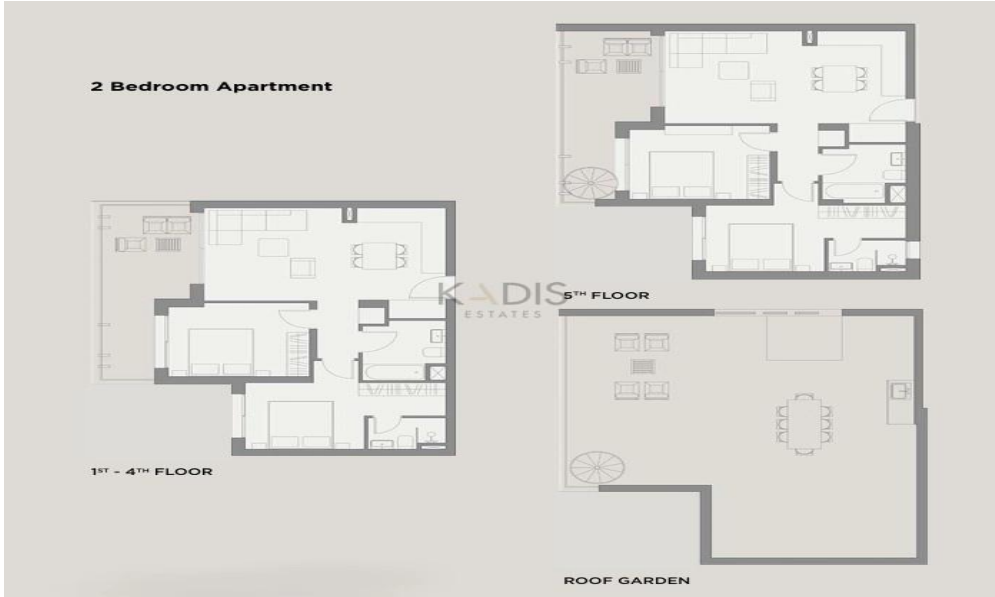 2 Bedroom Apartment
KADIS
ESTATES
5TH FLOOR
1ST - 4TH FLOOR
ROOF GARDEN